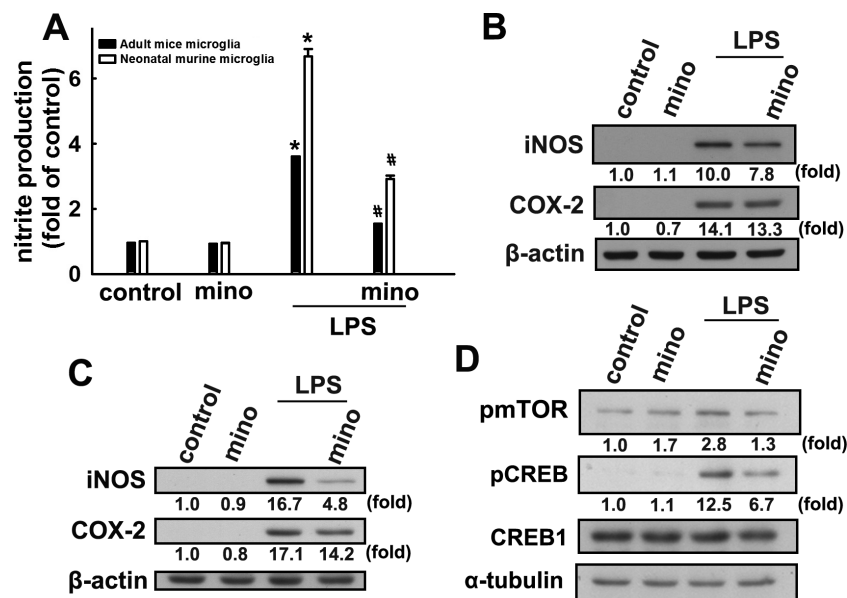 A
Adult mice microglia
Neonatal murine microglia
nitrite production
(fold of control)
6
4
2
0
*
*
#
#
control
mino
mino
LPS
B
control
mino
LPS
mino
iNOS
1.0 1.1 10.0 7.8 (fold)
COX-2
1.0 0.7 14.1 13.3 (fold)
β-actin
C
control
mino
LPS
mino
iNOS
1.0 0.9 16.7 4.8 (fold)
COX-2
1.0 0.8 17.1 14.2 (fold)
β-actin
D
control
mino
LPS
mino
pmTOR
1.0 1.7 2.8 1.3 (fold)
pCREB
1.0 1.1 12.5 6.7 (fold)
CREB1
α-tubulin